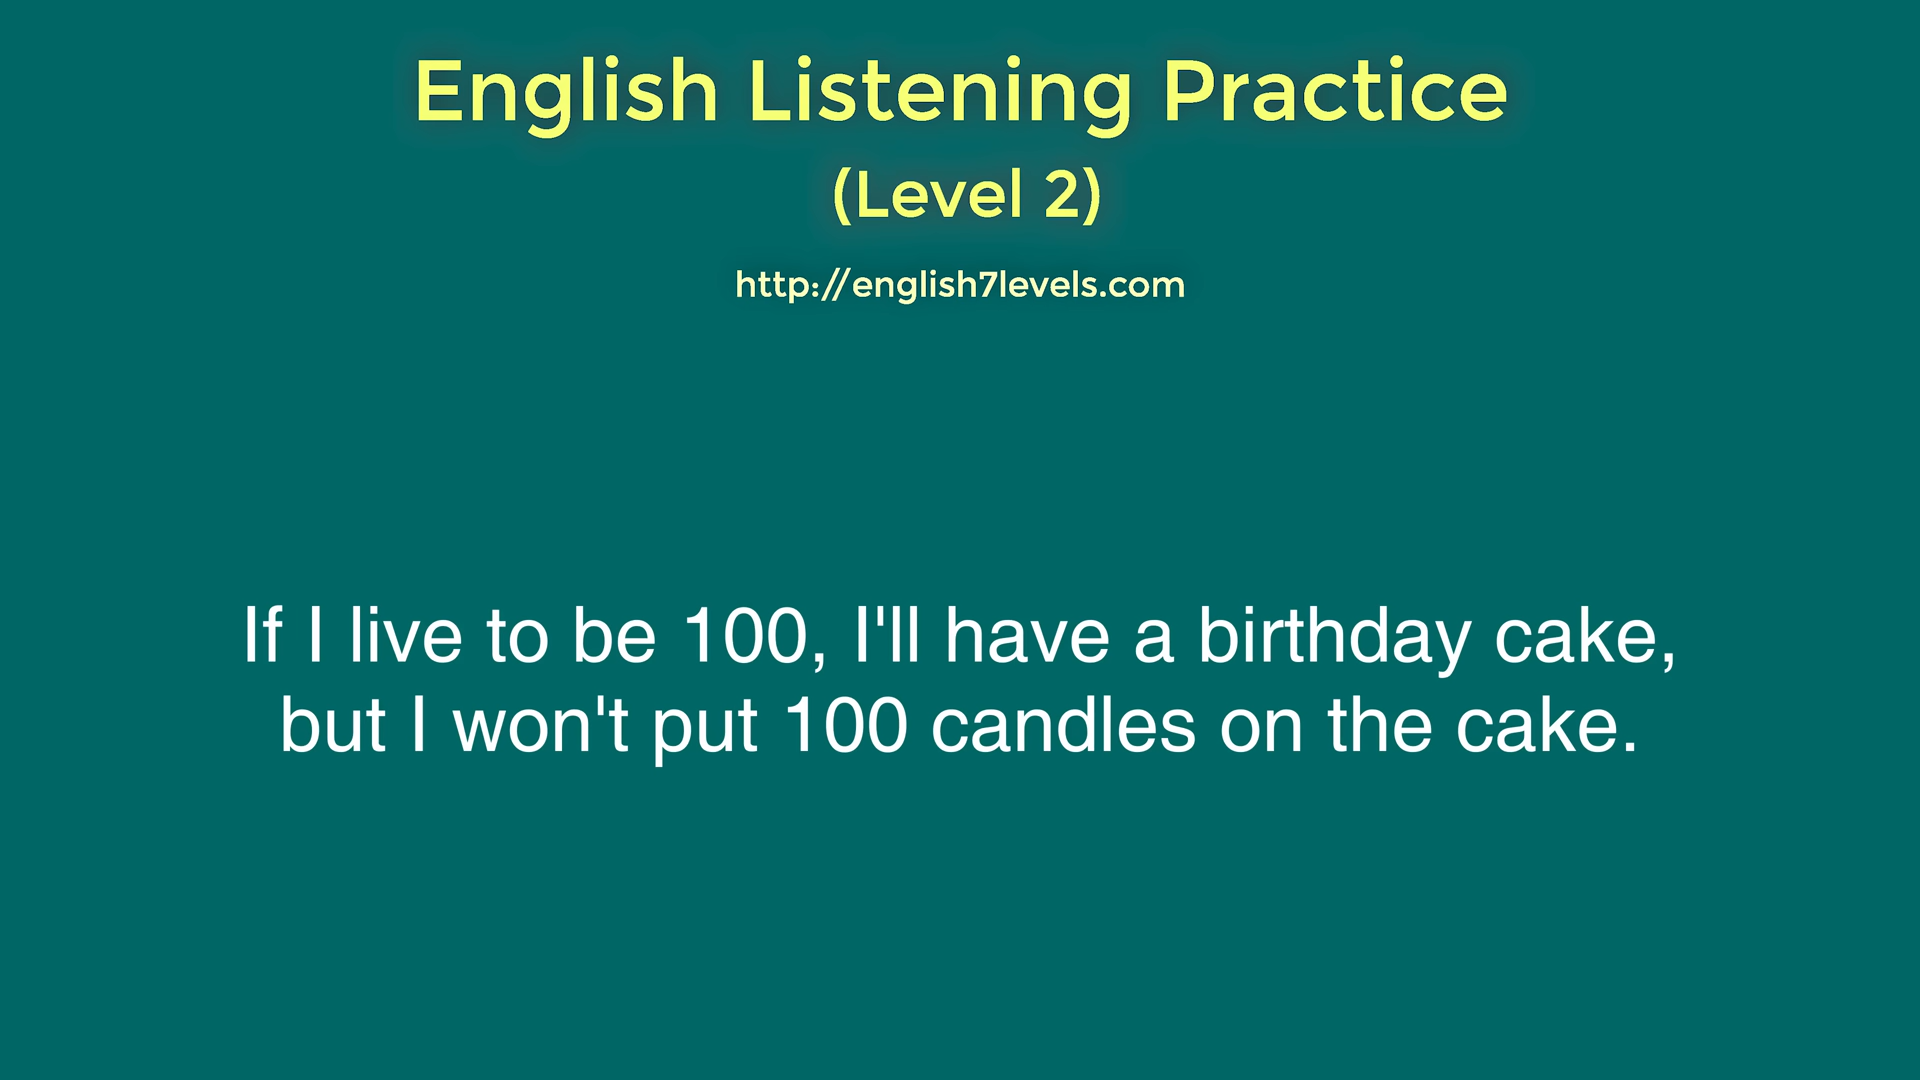 English Listening Practice
(Level 2)
http://english7levels.com
If I live to be 100, I'll have a birthday cake,
but I won't put 100 candles on the cake.